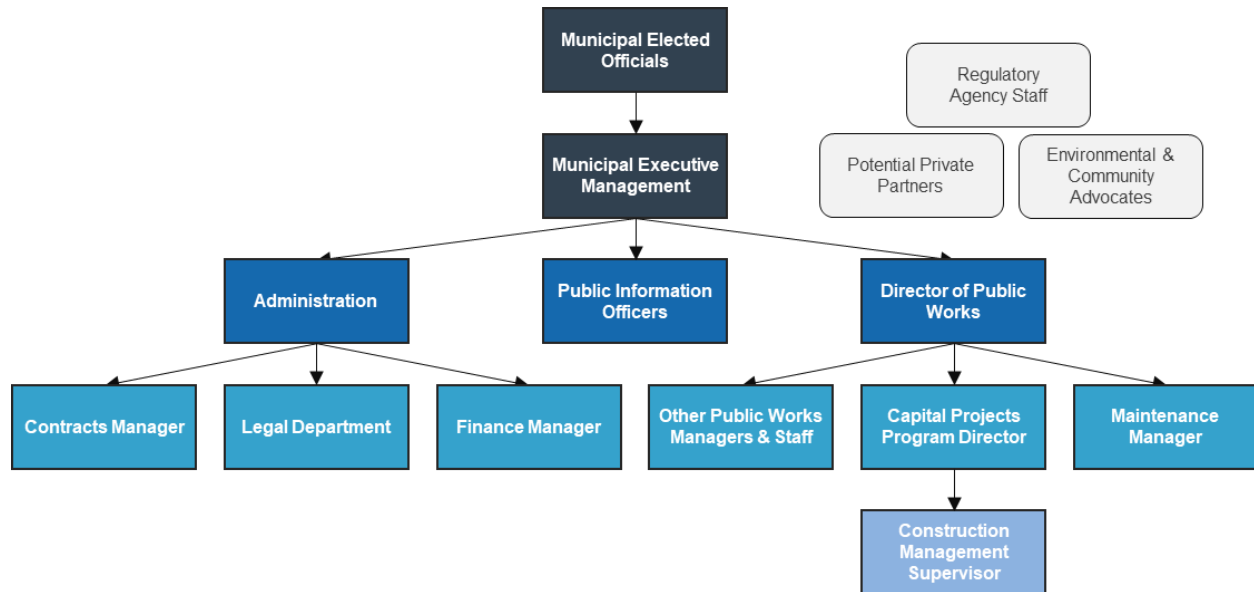 Municipal Elected
Officials
Regulatory
Agency Staff
Municipal Executive
Management
Potential Private
Partners
Environmental &
Community
Advocates
Administration
Public Information
Officers
Director of Public
Works
Contracts Manager
Legal Department
Finance Manager
Other Public Works
Managers & Staff
Capital Projects
Program Director
Maintenance
Manager
Construction
Management
Supervisor